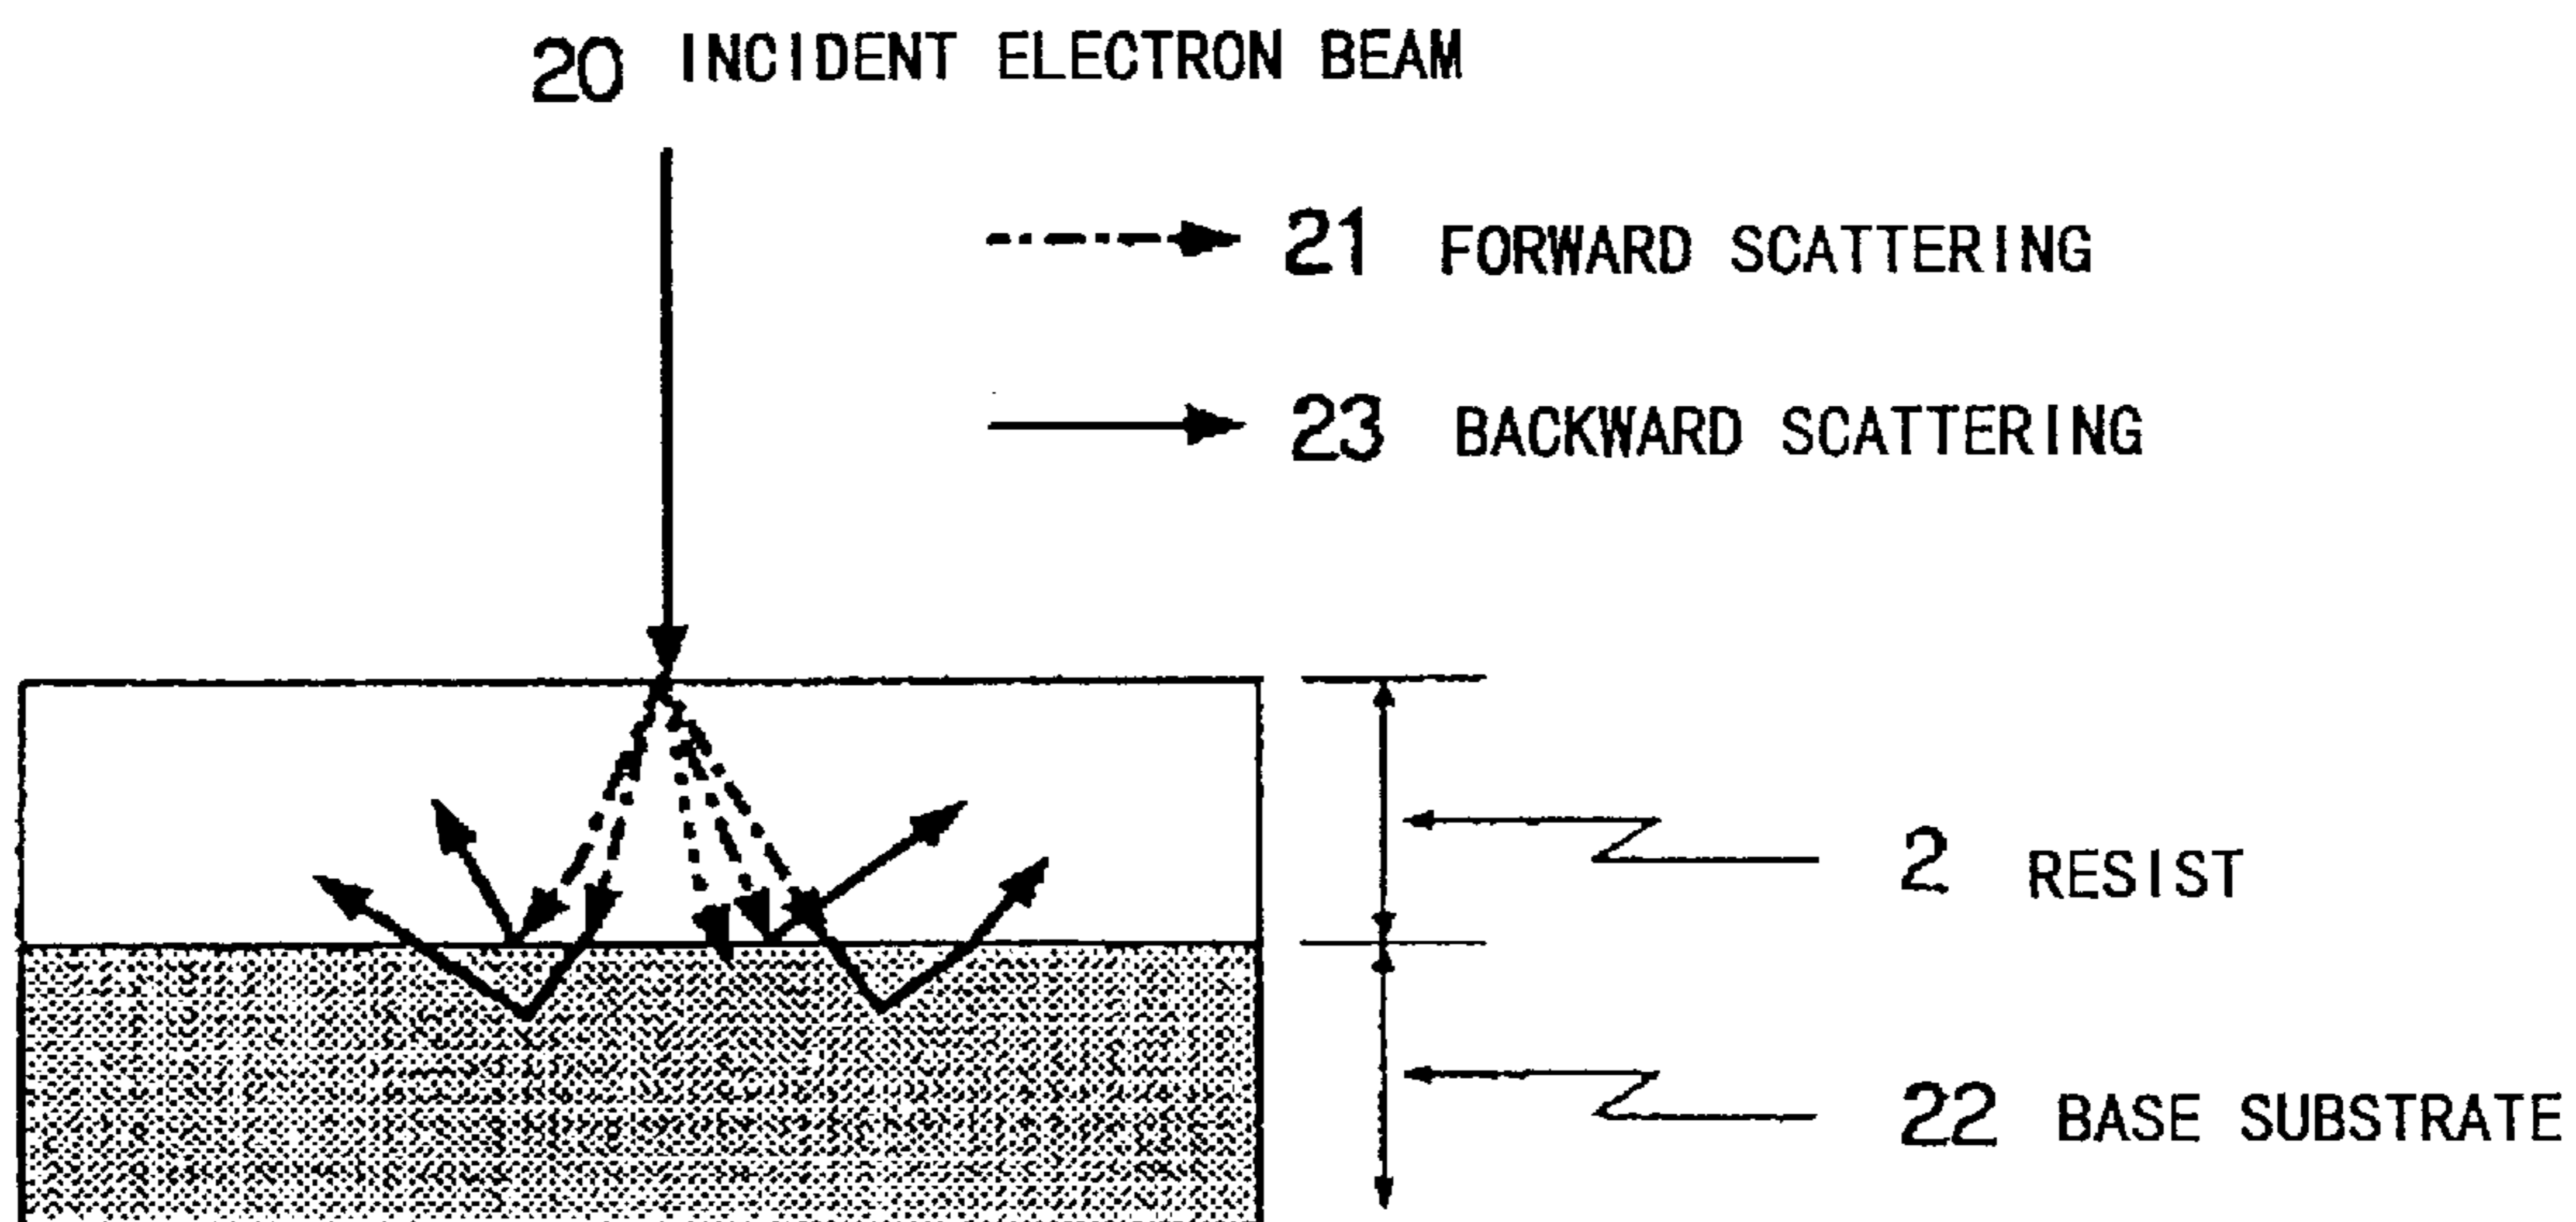 20 INCIDENT ELECTRON BEAM
21 FORWARD SCATTERING
23 BACKWARD SCATTERING
2 RESIST
22 BASE SUBSTRATE